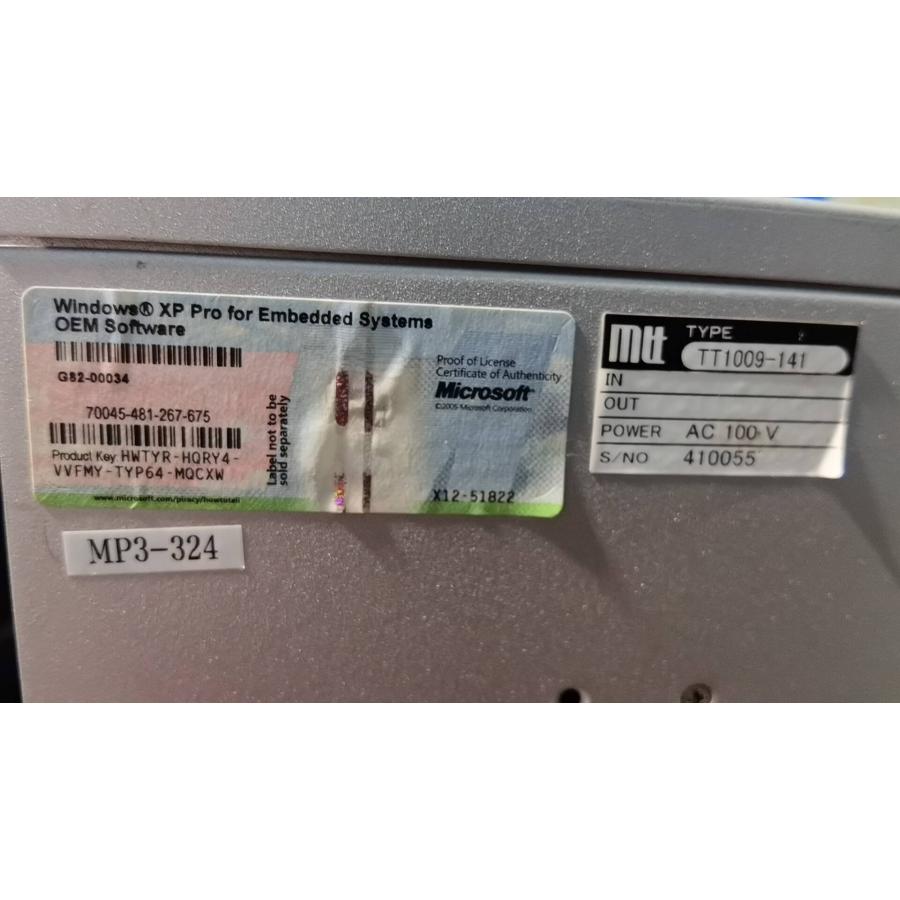 Windows® XP Pro for Embedded Systems
OEM Software
G82-00034
70045-481-267-675
Product Key: HWTYR-HQRY4-
VVFMY-TYP64-MQCXW
www.microsoft.com/piracy/howtotell
Label not to be
sold separately
Proof of License
Certificate of Authenticity
Microsoft
©2005 Microsoft Corporation
X12-51822
MP3-324
mtt TYPE
TT1009-141
IN
OUT
POWER AC 100 V
S/NO 410055